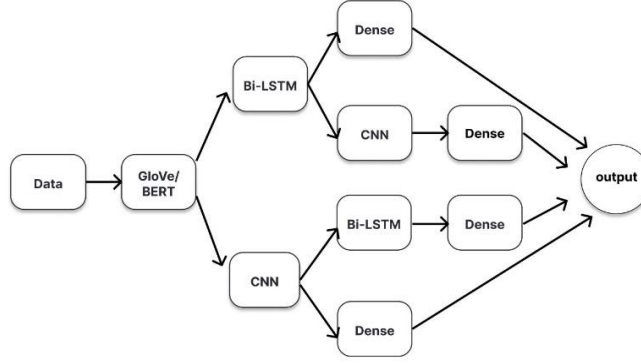 Dense
Bi-LSTM
CNN
Dense
Data
GloVe/
BERT
output
Bi-LSTM
Dense
CNN
Dense